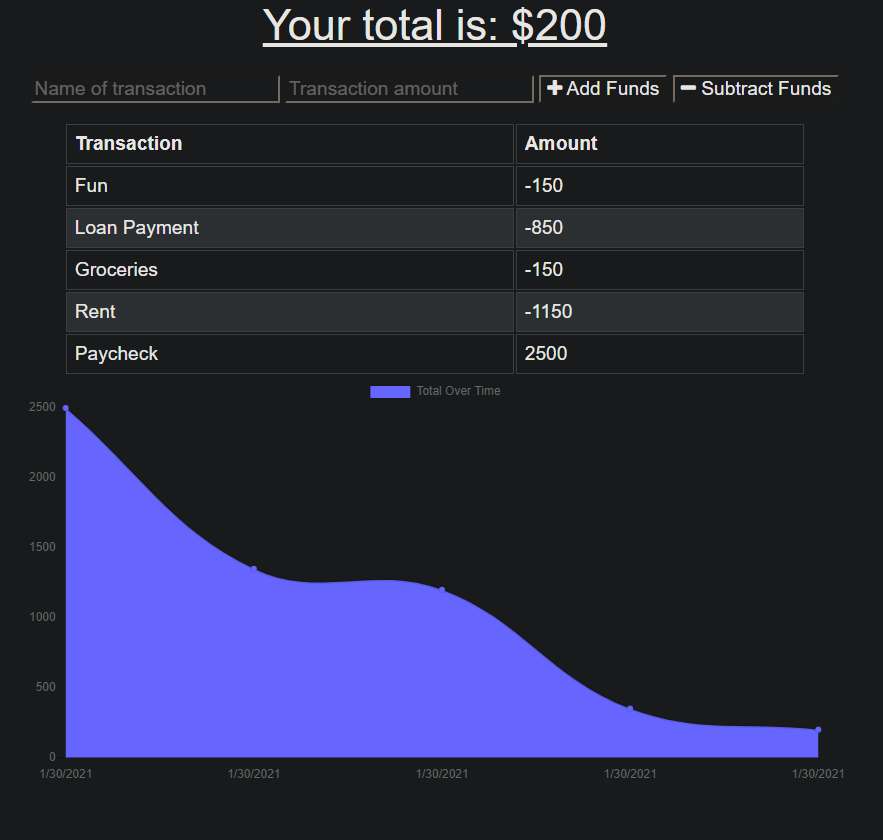 Your total is: $200
Name of transaction Transaction amount Add Funds Subtract Funds
Transaction Amount
Fun -150
Loan Payment -850
Groceries -150
Rent -1150
Paycheck 2500
Total Over Time
2500
2000
1500
1000
500
0
1/30/2021 1/30/2021 1/30/2021 1/30/2021 1/30/2021